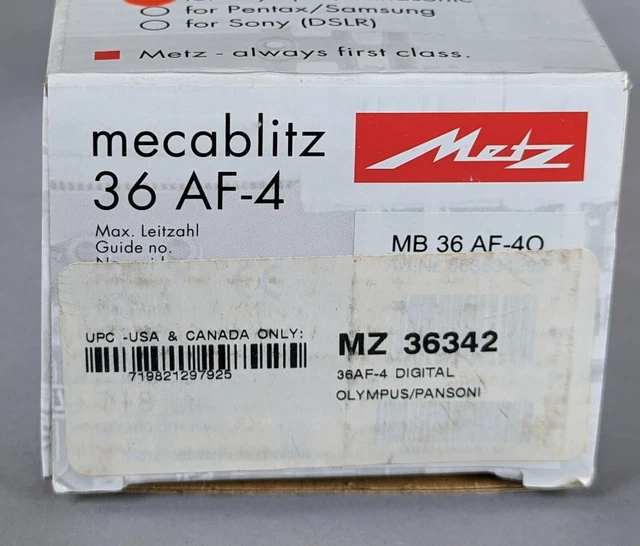 for Pentax/Samsung
for Sony (DSLR)
Metz - always first class.
mecablitz
36 AF-4
Metz
Max. Leitzahl
Guide no.
MB 36 AF-4O
UPC -USA & CANADA ONLY:
719821297925
MZ 36342
36AF-4 DIGITAL
OLYMPUS/PANSONI